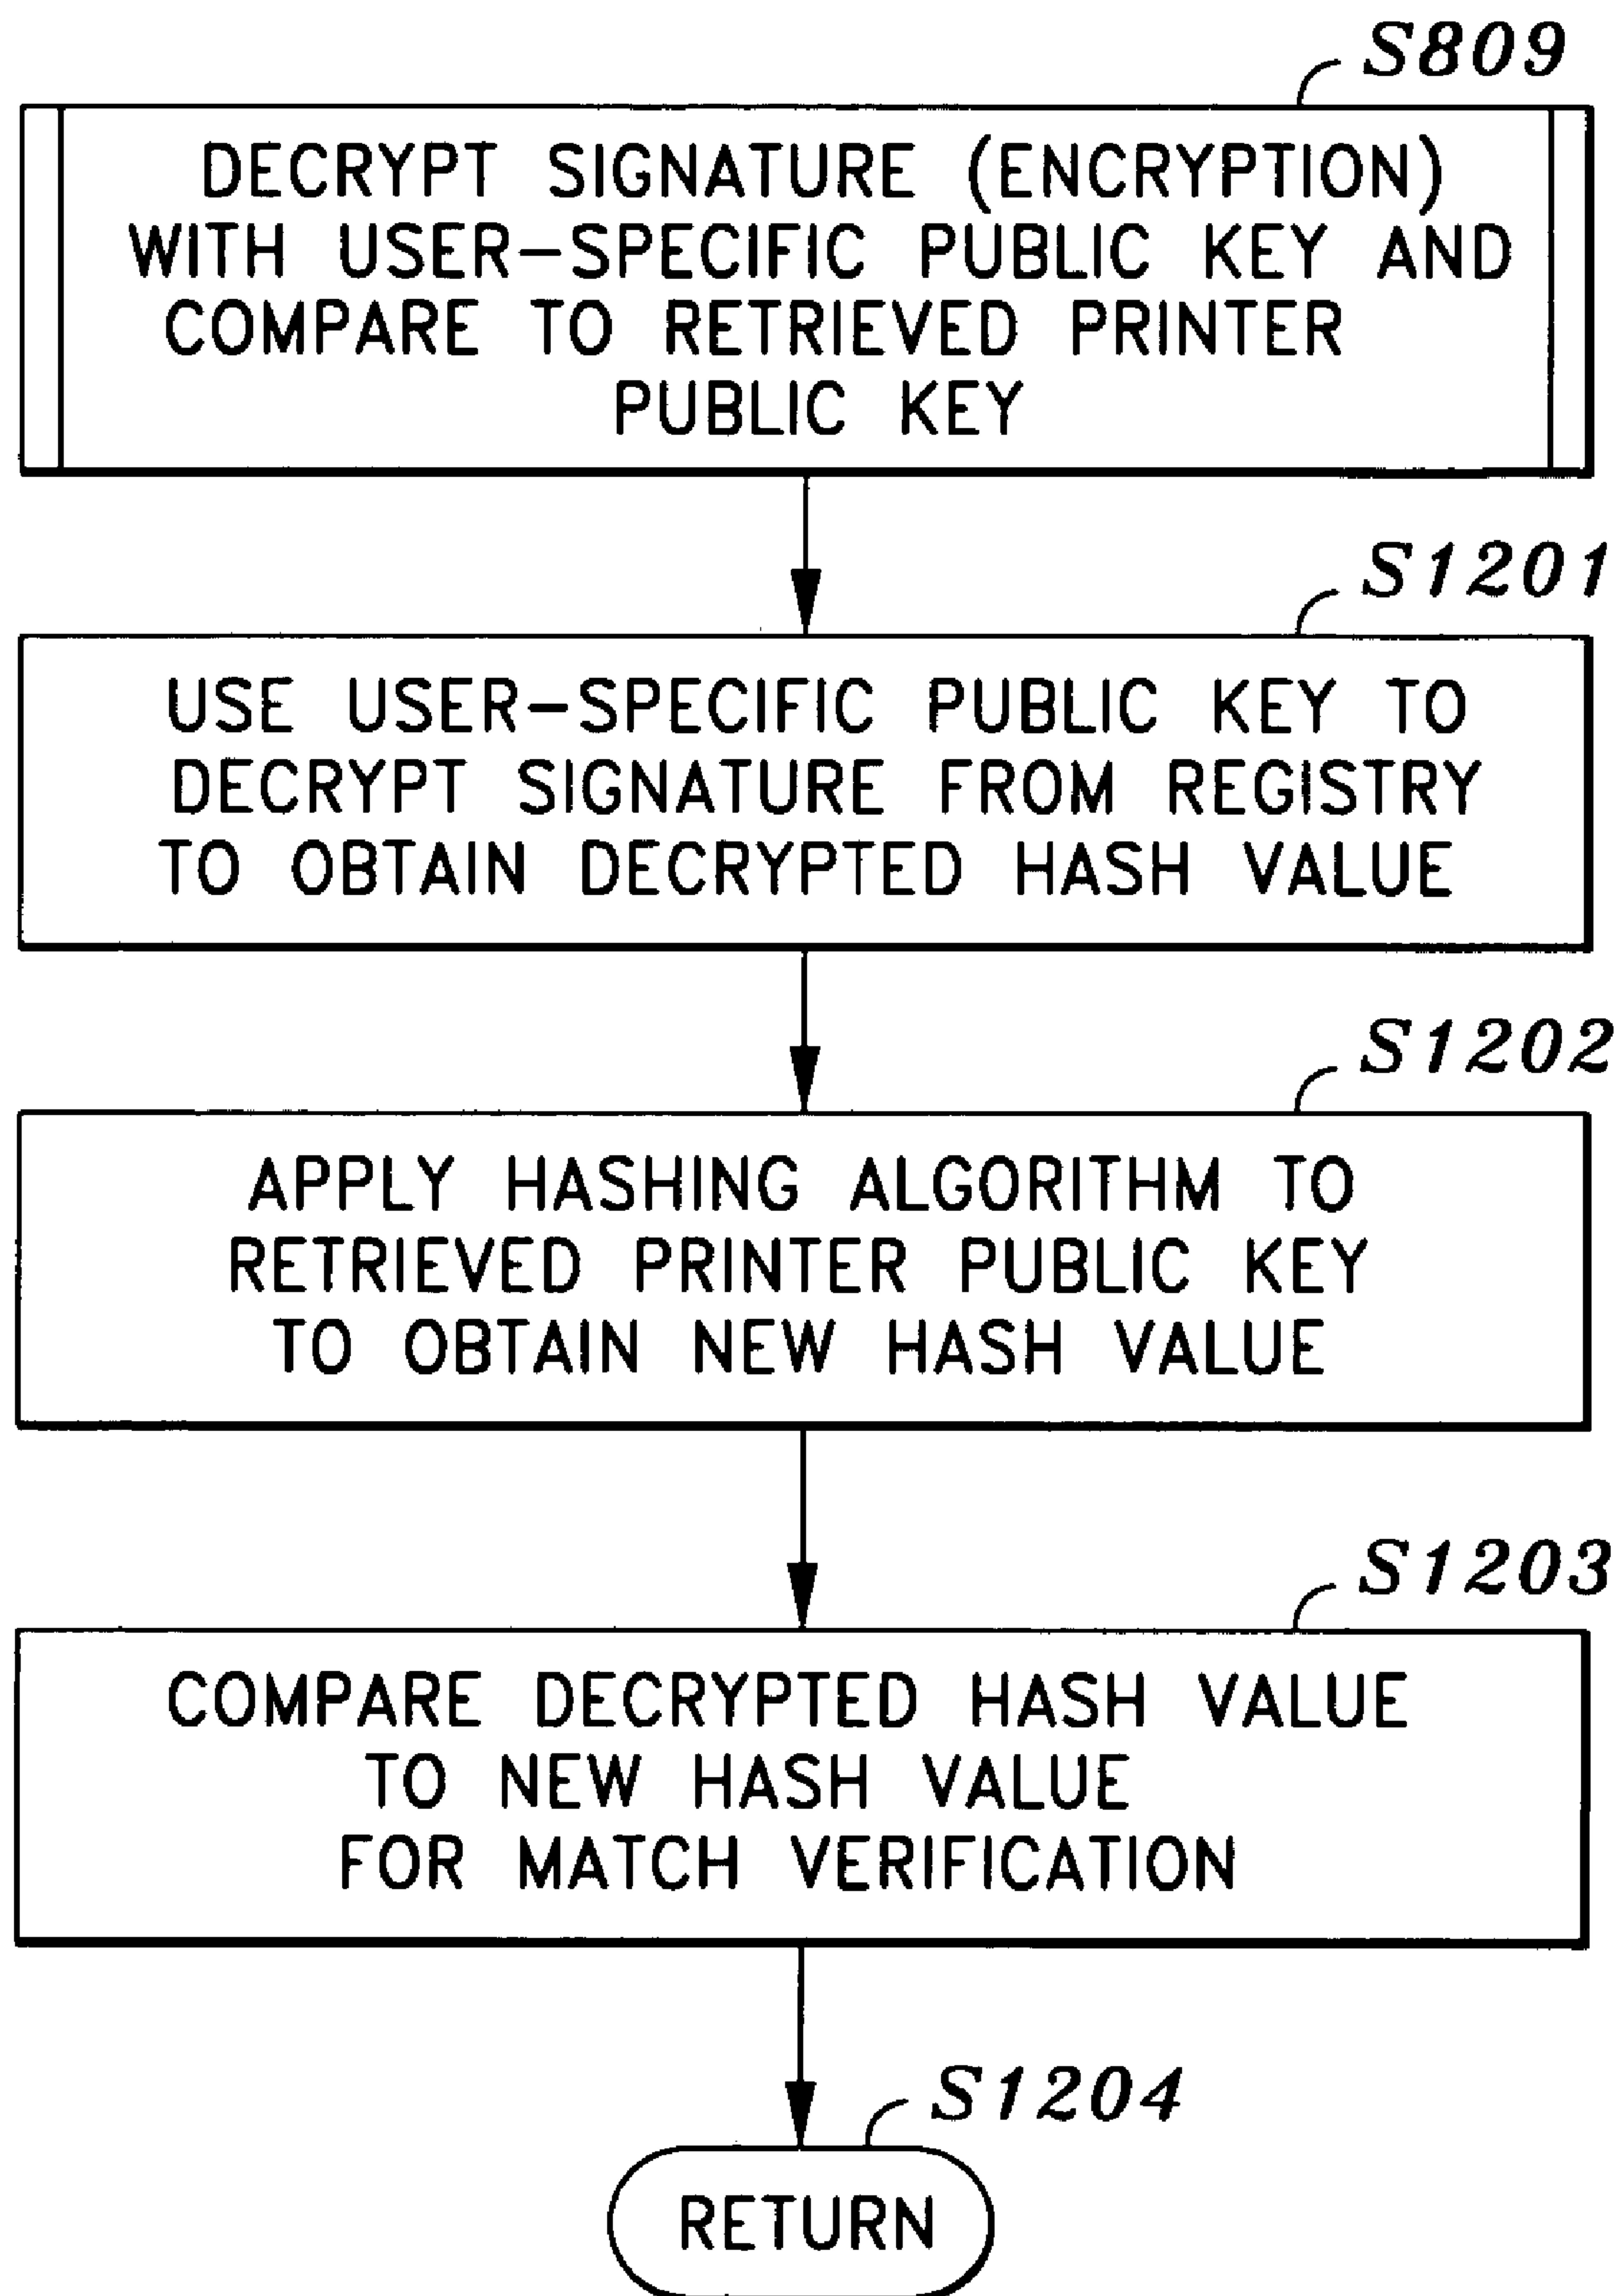 S809
DECRYPT SIGNATURE (ENCRYPTION)
WITH USER-SPECIFIC PUBLIC KEY AND
COMPARE TO RETRIEVED PRINTER
PUBLIC KEY
S1201
USE USER-SPECIFIC PUBLIC KEY TO
DECRYPT SIGNATURE FROM REGISTRY
TO OBTAIN DECRYPTED HASH VALUE
S1202
APPLY HASHING ALGORITHM TO
RETRIEVED PRINTER PUBLIC KEY
TO OBTAIN NEW HASH VALUE
S1203
COMPARE DECRYPTED HASH VALUE
TO NEW HASH VALUE
FOR MATCH VERIFICATION
S1204
RETURN